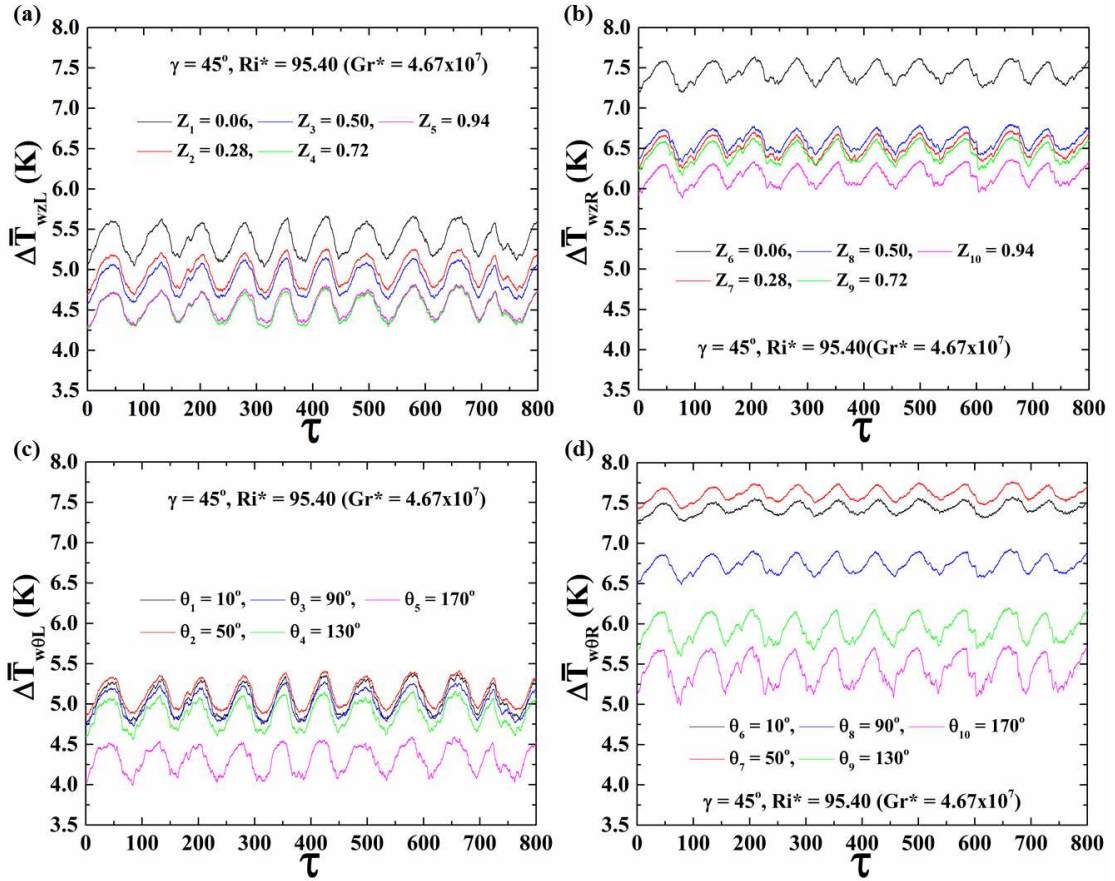 (a)
γ = 45°, Ri* = 95.40 (Gr* = 4.67x10⁷)
Z₁ = 0.06, Z₃ = 0.50, Z₅ = 0.94
Z₂ = 0.28, Z₄ = 0.72
ΔT̅_wzL (K)
8.0
7.5
7.0
6.5
6.0
5.5
5.0
4.5
4.0
3.5
0 100 200 300 400 500 600 700 800
τ
(b)
ΔT̅_wzR (K)
8.0
7.5
7.0
6.5
6.0
5.5
5.0
4.5
4.0
3.5
Z₆ = 0.06, Z₈ = 0.50, Z₁₀ = 0.94
Z₇ = 0.28, Z₉ = 0.72
γ = 45°, Ri* = 95.40(Gr* = 4.67x10⁷)
0 100 200 300 400 500 600 700 800
τ
(c)
γ = 45°, Ri* = 95.40 (Gr* = 4.67x10⁷)
θ₁ = 10°, θ₃ = 90°, θ₅ = 170°
θ₂ = 50°, θ₄ = 130°
ΔT̅_wθL (K)
8.0
7.5
7.0
6.5
6.0
5.5
5.0
4.5
4.0
3.5
0 100 200 300 400 500 600 700 800
τ
(d)
ΔT̅_wθR (K)
8.0
7.5
7.0
6.5
6.0
5.5
5.0
4.5
4.0
3.5
θ₆ = 10°, θ₈ = 90°, θ₁₀ = 170°
θ₇ = 50°, θ₉ = 130°
γ = 45°, Ri* = 95.40 (Gr* = 4.67x10⁷)
0 100 200 300 400 500 600 700 800
τ